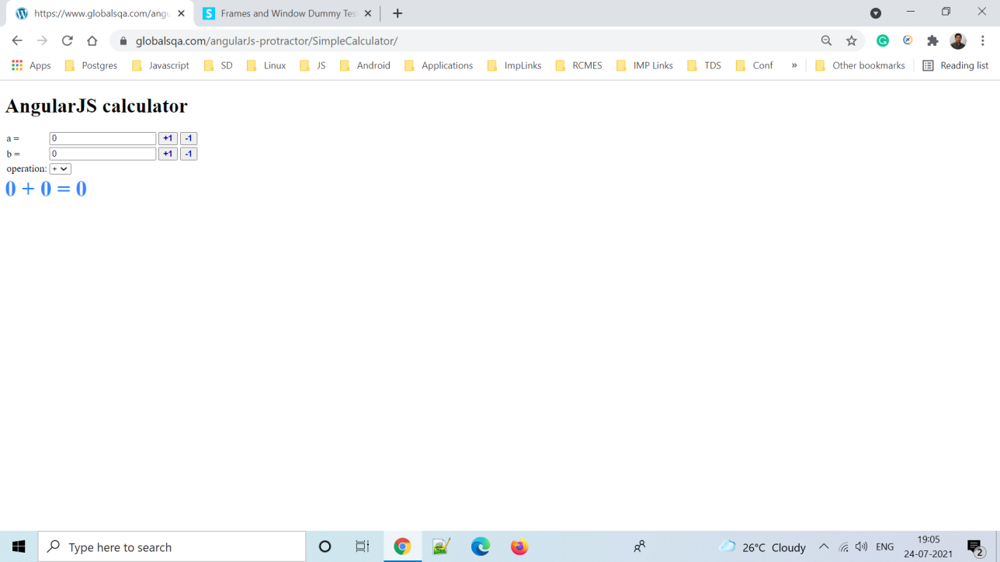 https://www.globalsqa.com/angu
Frames and Window Dummy Tes
globalsqa.com/angularJs-protractor/SimpleCalculator/
Apps Postgres Javascript SD Linux JS Android Applications ImpLinks RCMES IMP Links TDS Conf » Other bookmarks Reading list
AngularJS calculator
a = 0 +1 -1
b = 0 +1 -1
operation: +
0 + 0 = 0
Type here to search
26°C Cloudy
ENG
19:05
24-07-2021
2